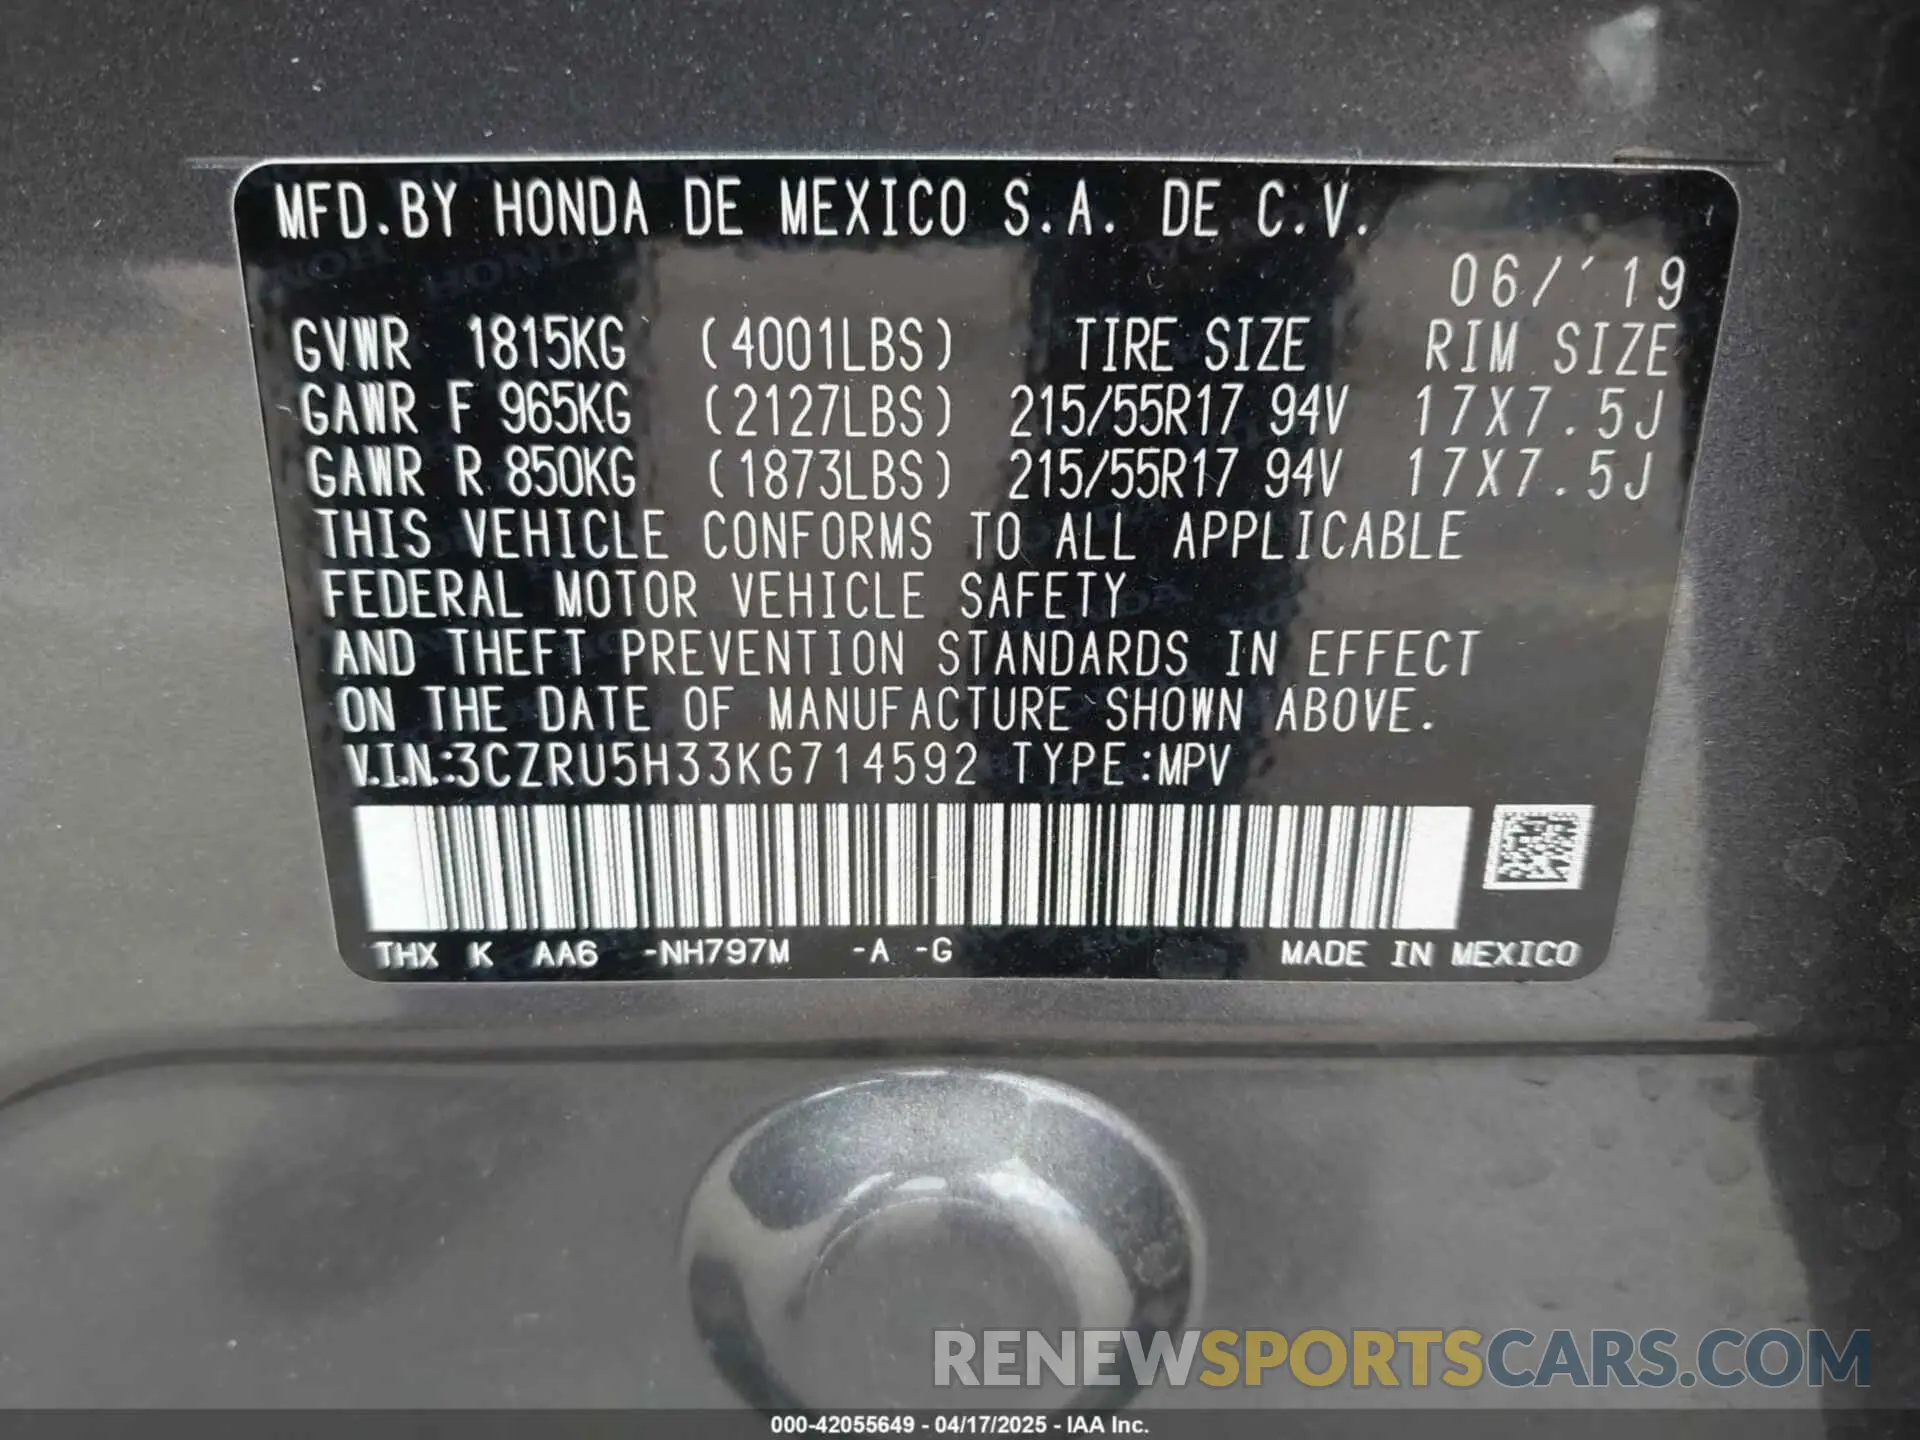 MFD.BY HONDA DE MEXICO S.A. DE C.V.
06/'19
GVWR 1815KG (4001LBS) TIRE SIZE RIM SIZE
GAWR F 965KG (2127LBS) 215/55R17 94V 17X7.5J
GAWR R 850KG (1873LBS) 215/55R17 94V 17X7.5J
THIS VEHICLE CONFORMS TO ALL APPLICABLE
FEDERAL MOTOR VEHICLE SAFETY
AND THEFT PREVENTION STANDARDS IN EFFECT
ON THE DATE OF MANUFACTURE SHOWN ABOVE.
V.I.N.:3CZRU5H33KG714592 TYPE:MPV
THX K AA6 -NH797M -A -G MADE IN MEXICO
RENEWSPORTSCARS.COM
000-42055649 - 04/17/2025 - IAA Inc.